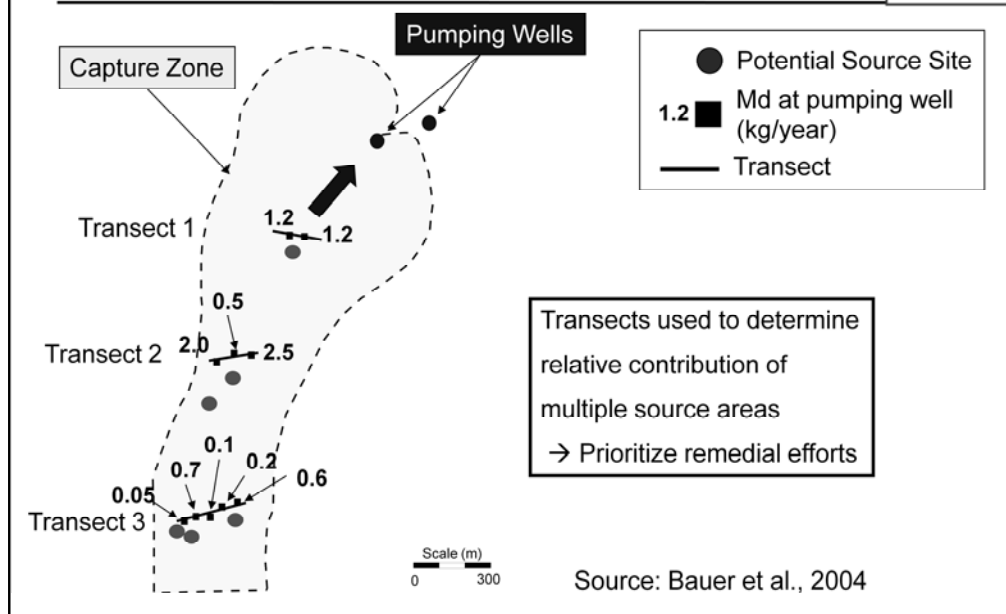 Pumping Wells
Capture Zone
Potential Source Site
1.2 Md at pumping well
(kg/year)
Transect
Transect 1
1.2
1.2
0.5
Transect 2
2.0
2.5
Transects used to determine
relative contribution of
multiple source areas
→ Prioritize remedial efforts
0.1
0.7
0.2
0.6
0.05
Transect 3
Scale (m)
0 300
Source: Bauer et al., 2004